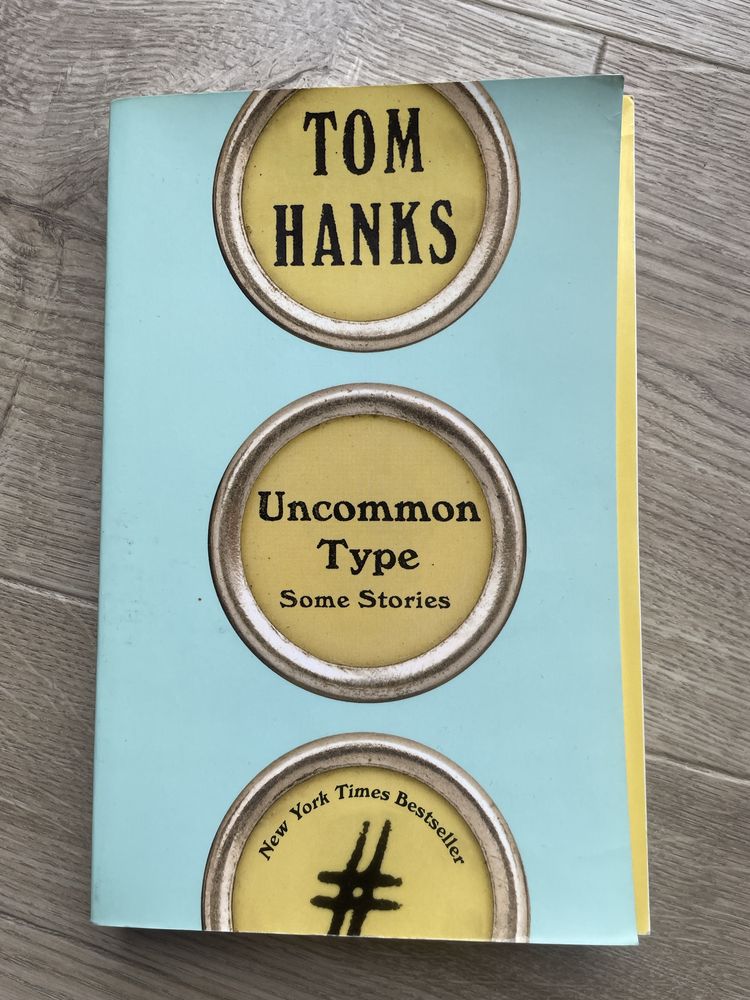 TOM
HANKS
Uncommon
Type
Some Stories
New York Times Bestseller
#